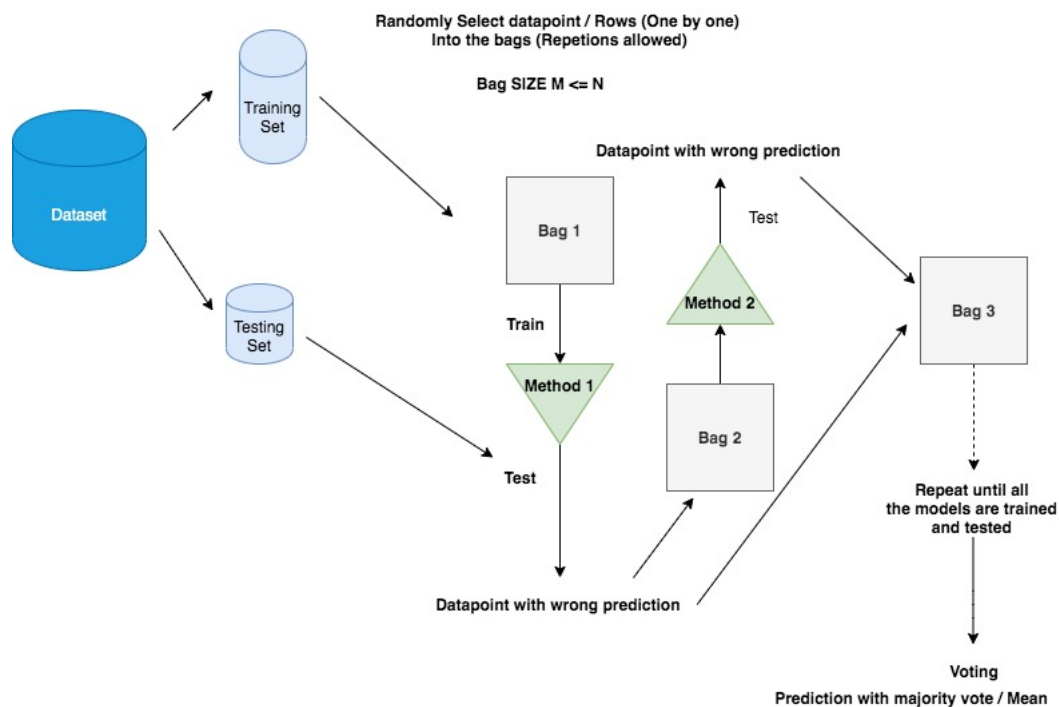 Randomly Select datapoint / Rows (One by one)
Into the bags (Repetions allowed)
Bag SIZE M <= N
Training
Set
Dataset
Testing
Set
Bag 1
Train
Method 1
Test
Datapoint with wrong prediction
Datapoint with wrong prediction
Test
Method 2
Bag 2
Bag 3
Repeat until all
the models are trained
and tested
Voting
Prediction with majority vote / Mean